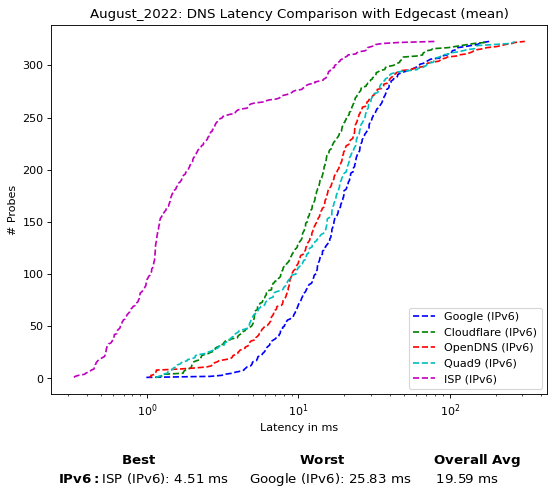 August_2022: DNS Latency Comparison with Edgecast (mean)
# Probes
300
250
200
150
100
50
0
Google (IPv6)
Cloudflare (IPv6)
OpenDNS (IPv6)
Quad9 (IPv6)
ISP (IPv6)
10⁰ 10¹ 10²
Latency in ms
Best Worst Overall Avg
IPv6: ISP (IPv6): 4.51 ms Google (IPv6): 25.83 ms 19.59 ms